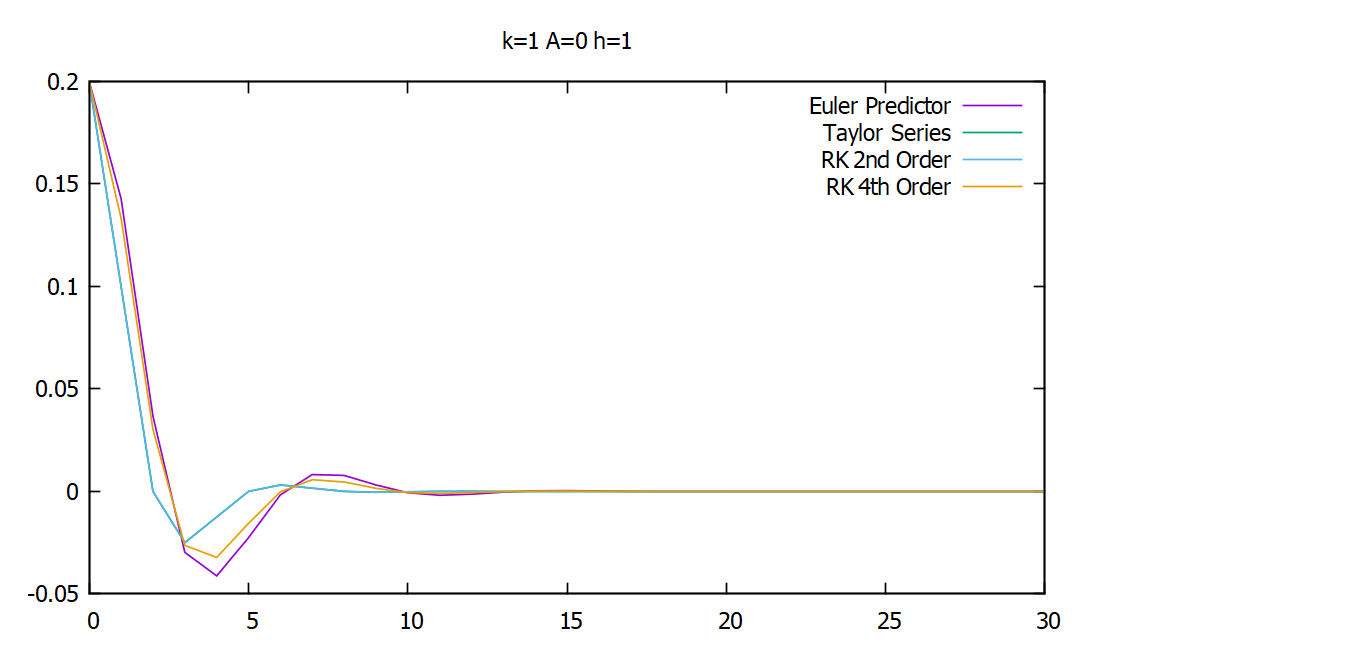 k=1 A=0 h=1
0.2
0.15
0.1
0.05
0
-0.05
Euler Predictor
Taylor Series
RK 2nd Order
RK 4th Order
0 5 10 15 20 25 30